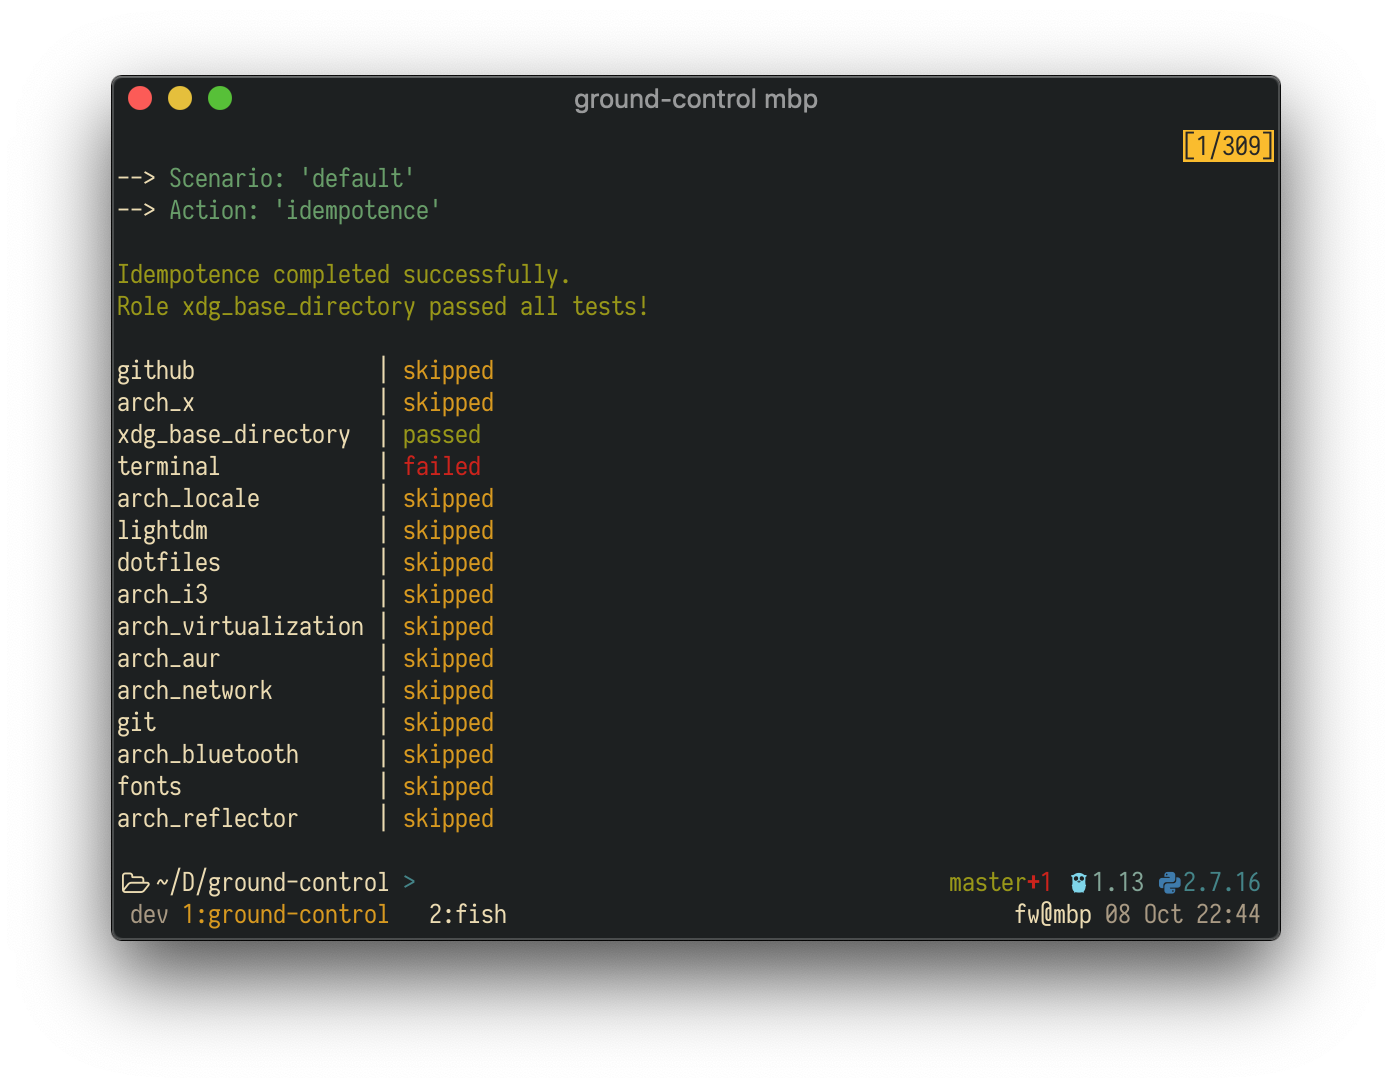 ground-control mbp
[1/309]
--> Scenario: 'default'
--> Action: 'idempotence'
Idempotence completed successfully.
Role xdg_base_directory passed all tests!
github | skipped
arch_x | skipped
xdg_base_directory | passed
terminal | failed
arch_locale | skipped
lightdm | skipped
dotfiles | skipped
arch_i3 | skipped
arch_virtualization | skipped
arch_aur | skipped
arch_network | skipped
git | skipped
arch_bluetooth | skipped
fonts | skipped
arch_reflector | skipped
~/D/ground-control > master+1 1.13 2.7.16
dev 1:ground-control 2:fish fw@mbp 08 Oct 22:44